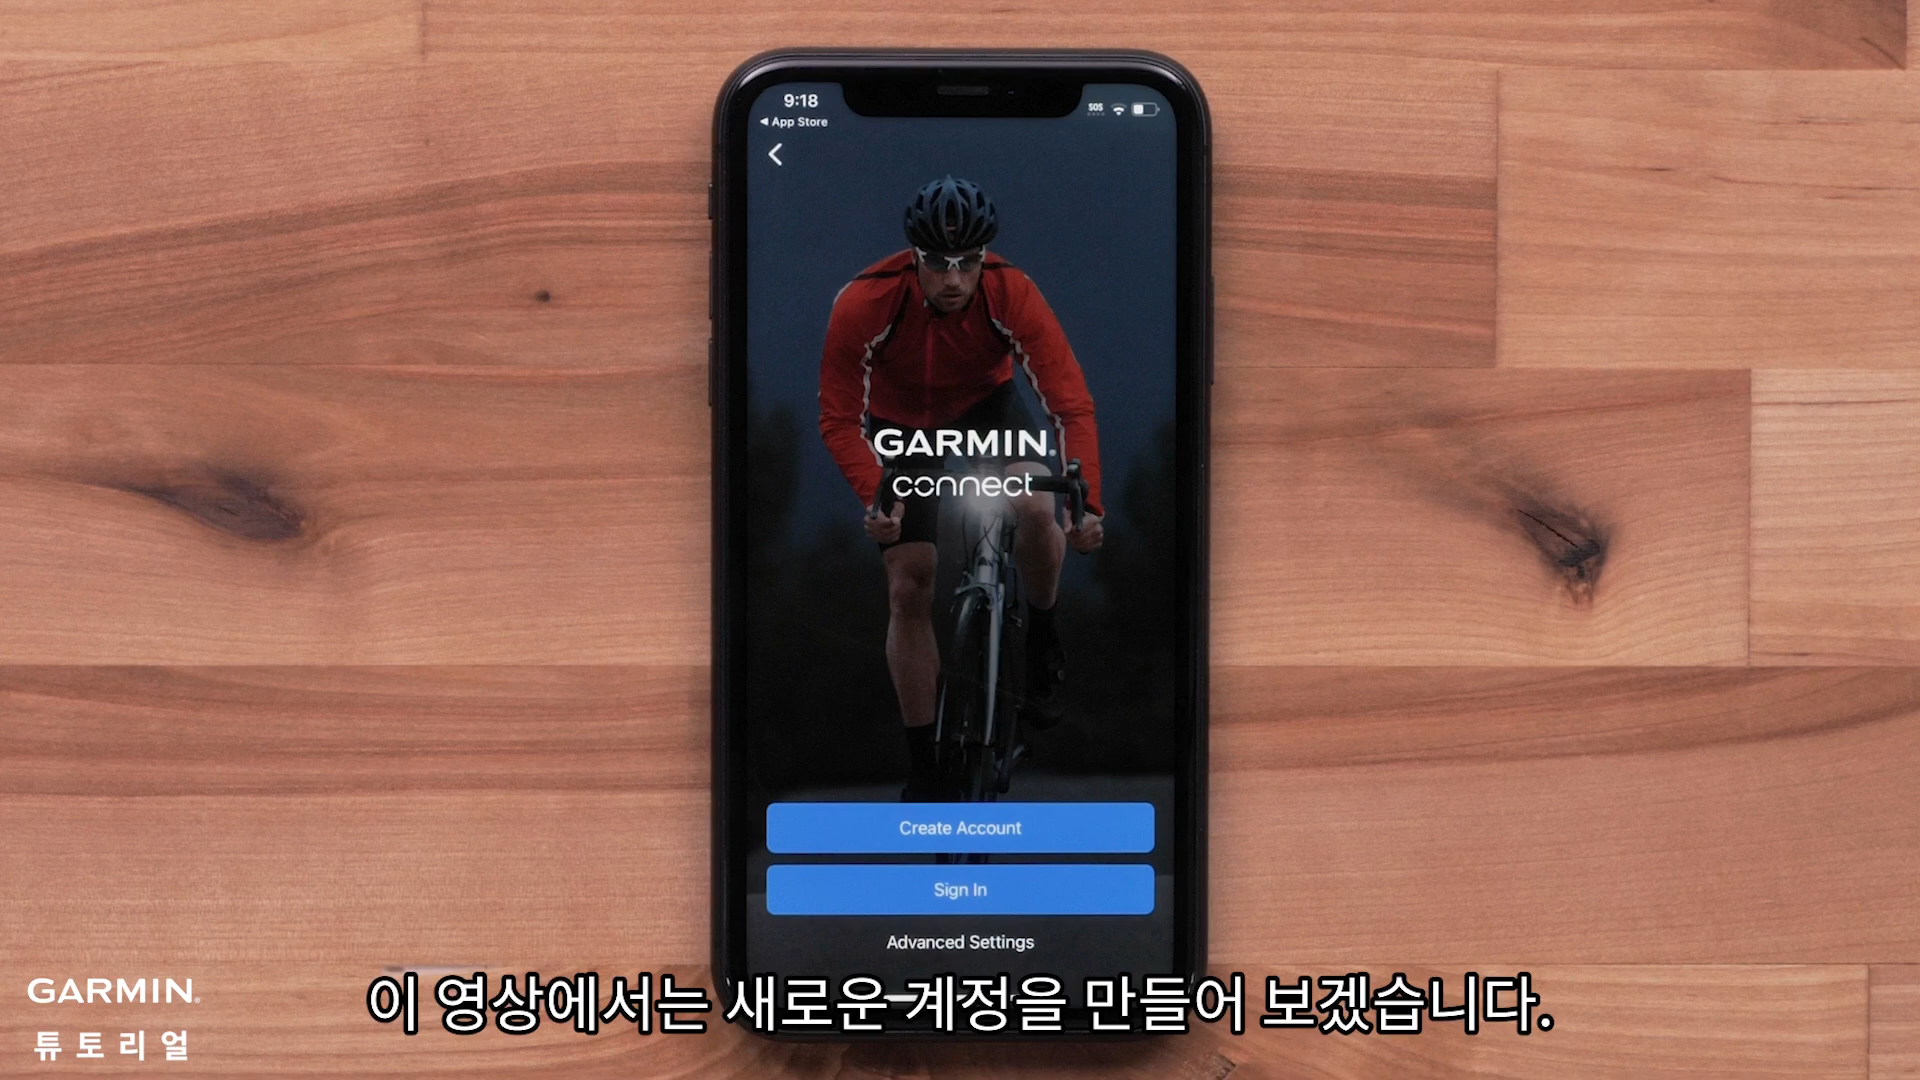 9:18
SOS
◀ App Store
GARMIN.
connect
Create Account
Sign In
Advanced Settings
이 영상에서는 새로운 계정을 만들어 보겠습니다.
GARMIN.
튜토리얼